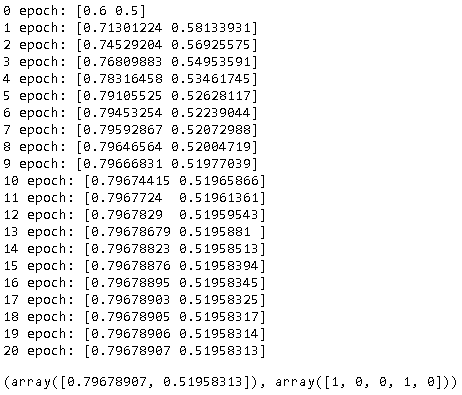 0 epoch: [0.6 0.5]
1 epoch: [0.71301224 0.58133931]
2 epoch: [0.74529204 0.56925575]
3 epoch: [0.76809883 0.54953591]
4 epoch: [0.78316458 0.53461745]
5 epoch: [0.79105525 0.52628117]
6 epoch: [0.79453254 0.52239044]
7 epoch: [0.79592867 0.52072988]
8 epoch: [0.79646564 0.52004719]
9 epoch: [0.79666831 0.51977039]
10 epoch: [0.79674415 0.51965866]
11 epoch: [0.7967724  0.51961361]
12 epoch: [0.7967829  0.51959543]
13 epoch: [0.79678679 0.5195881 ]
14 epoch: [0.79678823 0.51958513]
15 epoch: [0.79678876 0.51958394]
16 epoch: [0.79678895 0.51958345]
17 epoch: [0.79678903 0.51958325]
18 epoch: [0.79678905 0.51958317]
19 epoch: [0.79678906 0.51958314]
20 epoch: [0.79678907 0.51958313]
(array([0.79678907, 0.51958313]), array([1, 0, 0, 1, 0]))